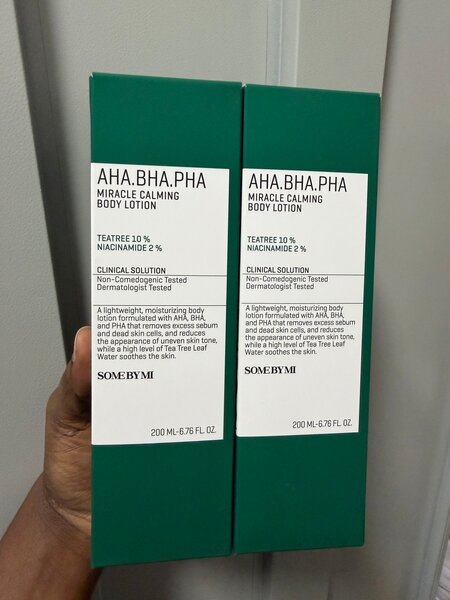 AHA.BHA.PHA
MIRACLE CALMING
BODY LOTION
TEATREE 10 %
NIACINAMIDE 2 %
CLINICAL SOLUTION
Non-Comedogenic Tested
Dermatologist Tested
A lightweight, moisturizing body
lotion formulated with AHA, BHA,
and PHA that removes excess sebum
and dead skin cells, and reduces
the appearance of uneven skin tone,
while a high level of Tea Tree Leaf
Water soothes the skin.
SOME BY MI
200 ML-6.76 FL. OZ.
AHA.BHA.PHA
MIRACLE CALMING
BODY LOTION
TEATREE 10 %
NIACINAMIDE 2 %
CLINICAL SOLUTION
Non-Comedogenic Tested
Dermatologist Tested
A lightweight, moisturizing body
lotion formulated with AHA, BHA,
and PHA that removes excess sebum
and dead skin cells, and reduces
the appearance of uneven skin tone,
while a high level of Tea Tree Leaf
Water soothes the skin.
SOME BY MI
200 ML-6.76 FL. OZ.